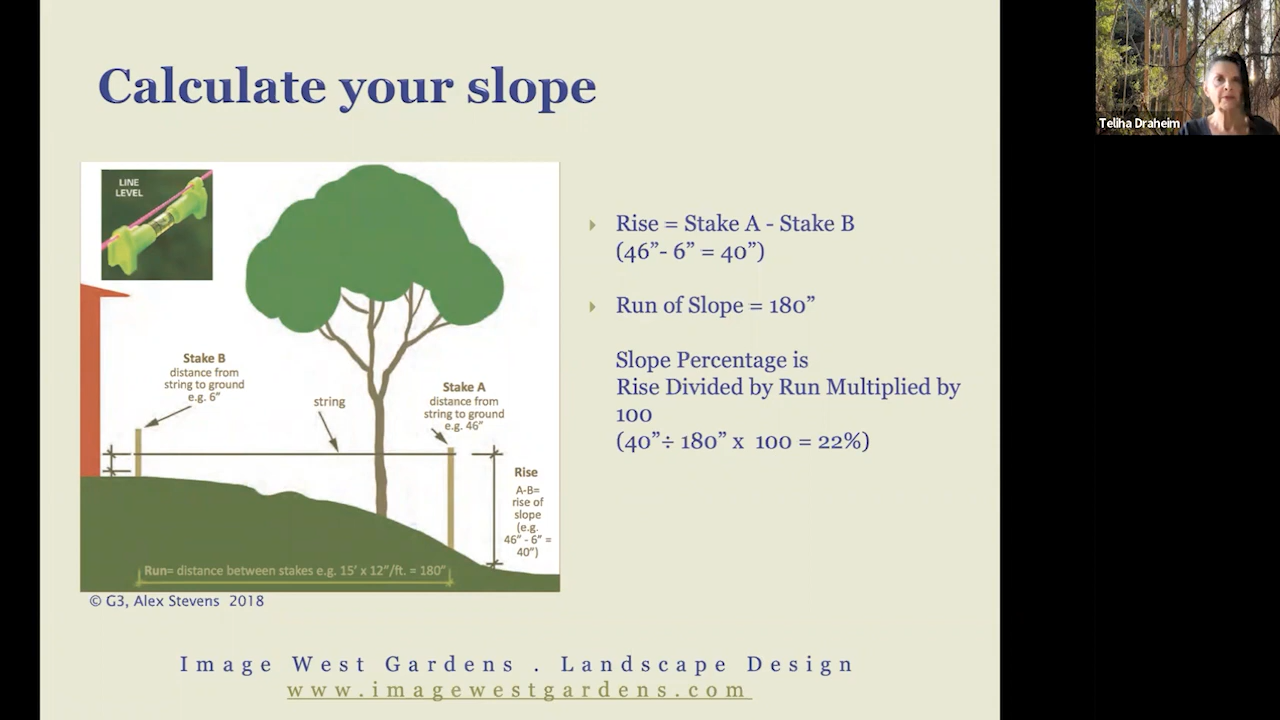 Calculate your slope
LINE
LEVEL
Stake B
distance from
string to ground
e.g. 6”
string
Stake A
distance from
string to ground
e.g. 46”
Rise
A-B=
rise of
slope
(e.g.
46” - 6” =
40”)
Run= distance between stakes e.g. 15’ x 12”/ft. = 180”
© G3, Alex Stevens 2018
Rise = Stake A - Stake B
(46”- 6” = 40”)
Run of Slope = 180”
Slope Percentage is
Rise Divided by Run Multiplied by
100
(40”÷ 180” x 100 = 22%)
Image West Gardens . Landscape Design
www.imagewestgardens.com
Teliha Draheim